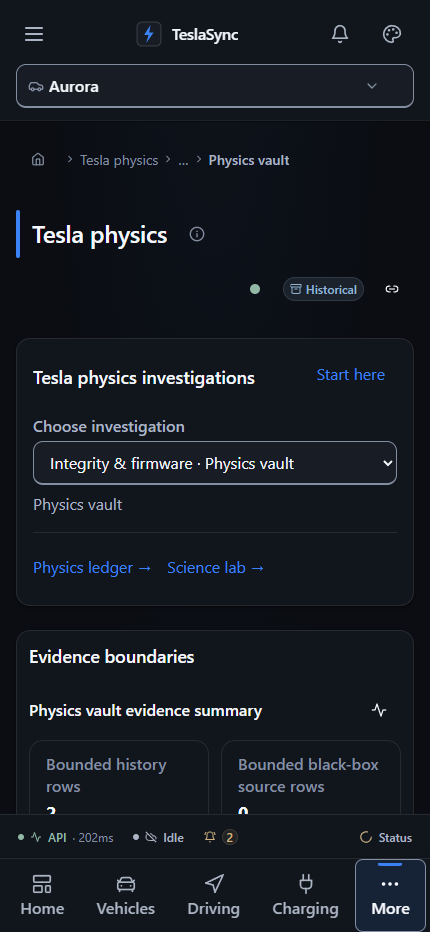 TeslaSync
Aurora
Tesla physics
...
Physics vault
Tesla physics
Historical
Tesla physics investigations
Start here
Choose investigation
Integrity & firmware · Physics vault
Physics vault
Physics ledger → Science lab →
Evidence boundaries
Physics vault evidence summary
Bounded history
rows
Bounded black-box
source rows
API · 202ms
Idle
2
Status
Home
Vehicles
Driving
Charging
More